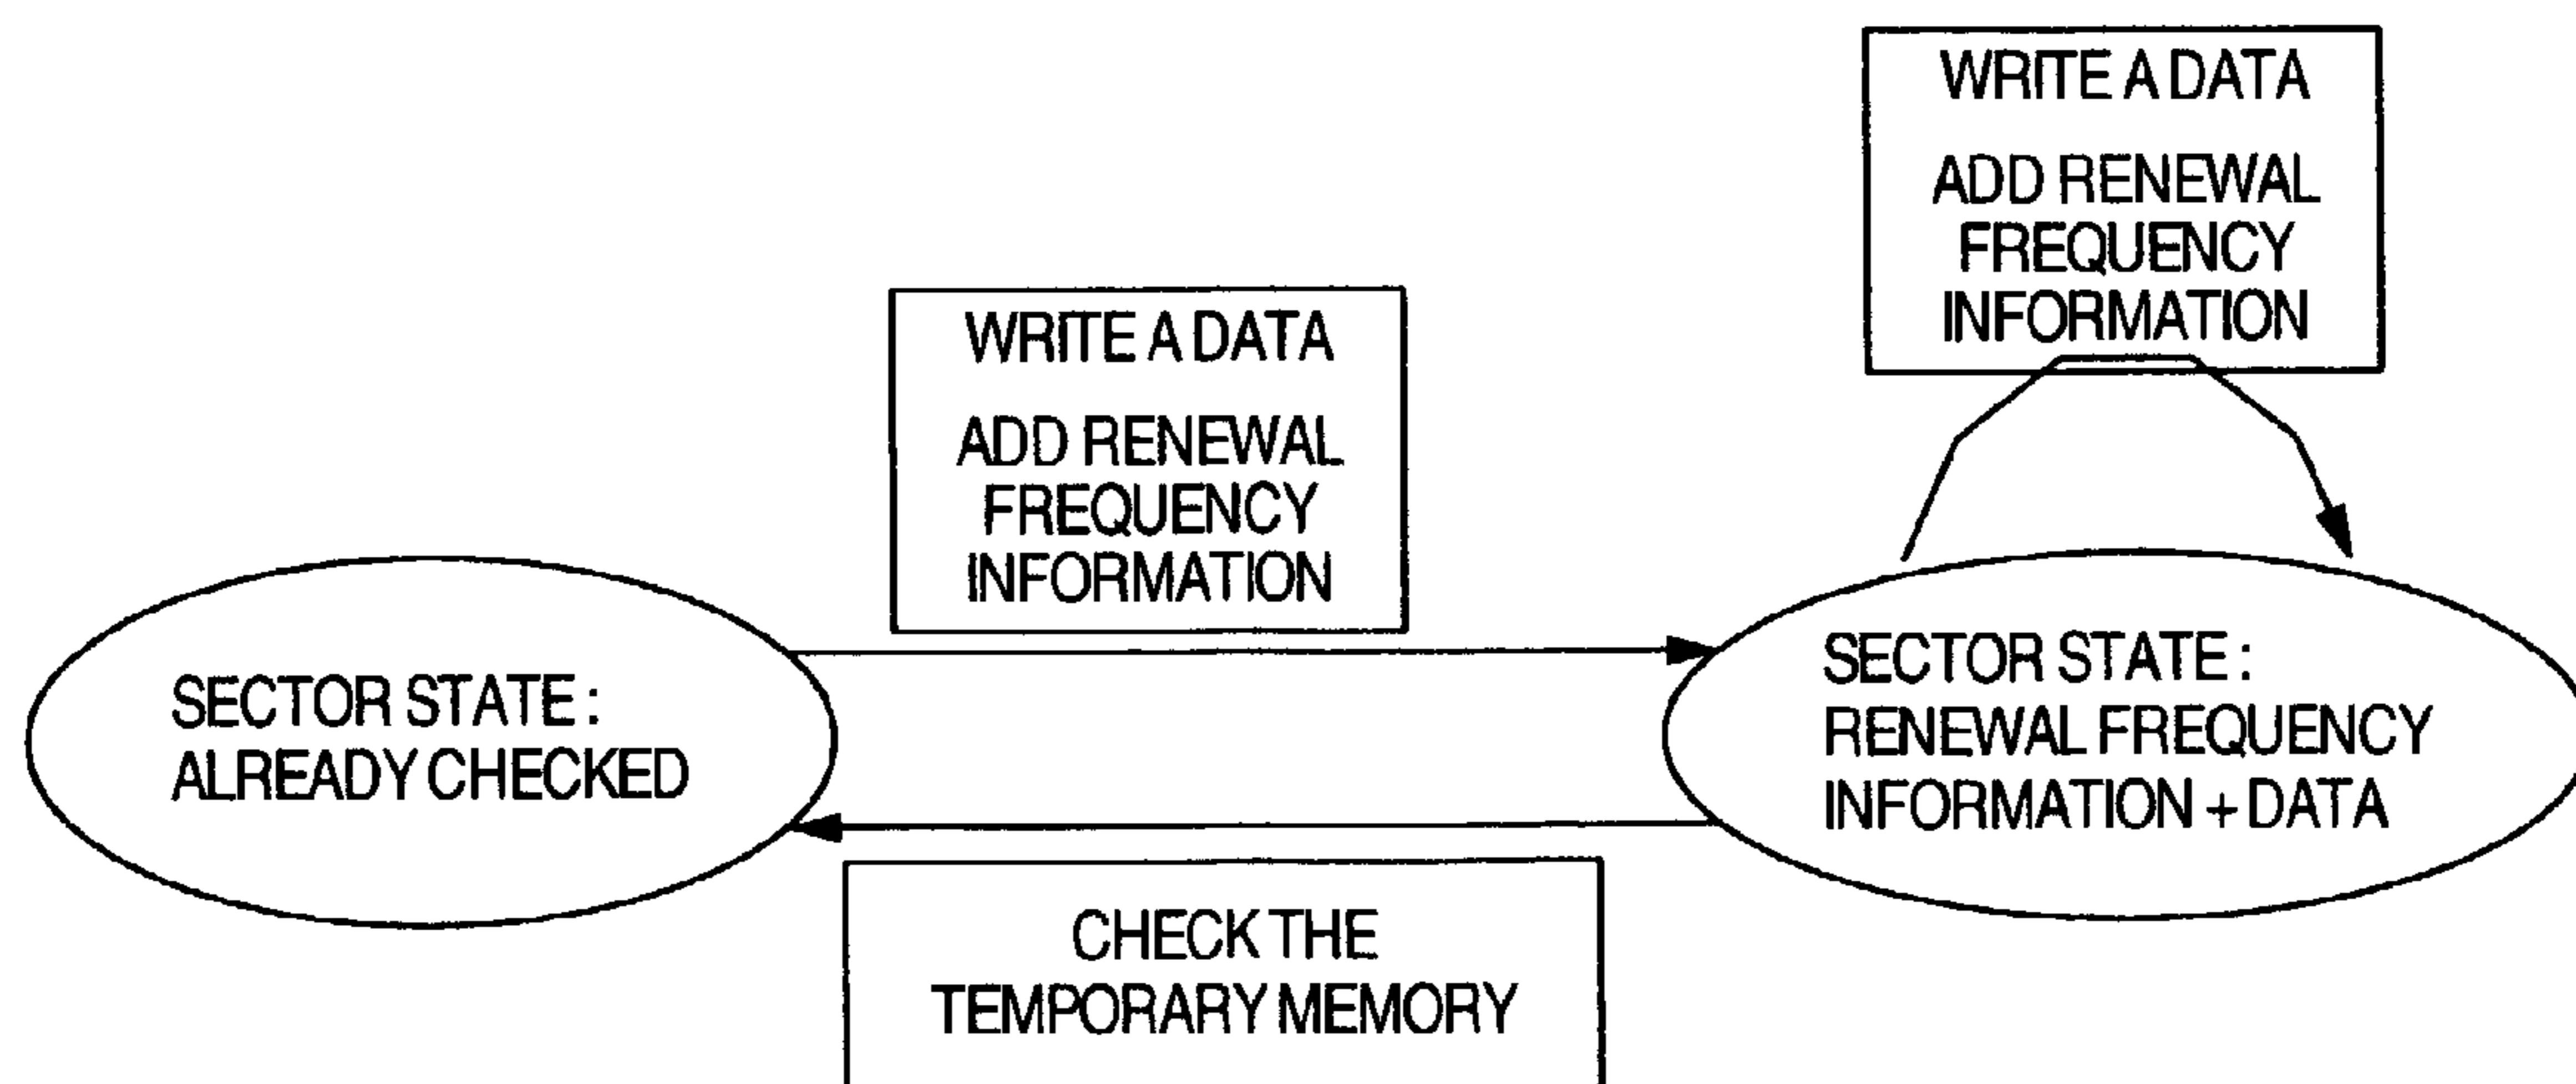 WRITE A DATA
ADD RENEWAL
FREQUENCY
INFORMATION
WRITE A DATA
ADD RENEWAL
FREQUENCY
INFORMATION
SECTOR STATE :
ALREADY CHECKED
SECTOR STATE :
RENEWAL FREQUENCY
INFORMATION + DATA
CHECK THE
TEMPORARY MEMORY